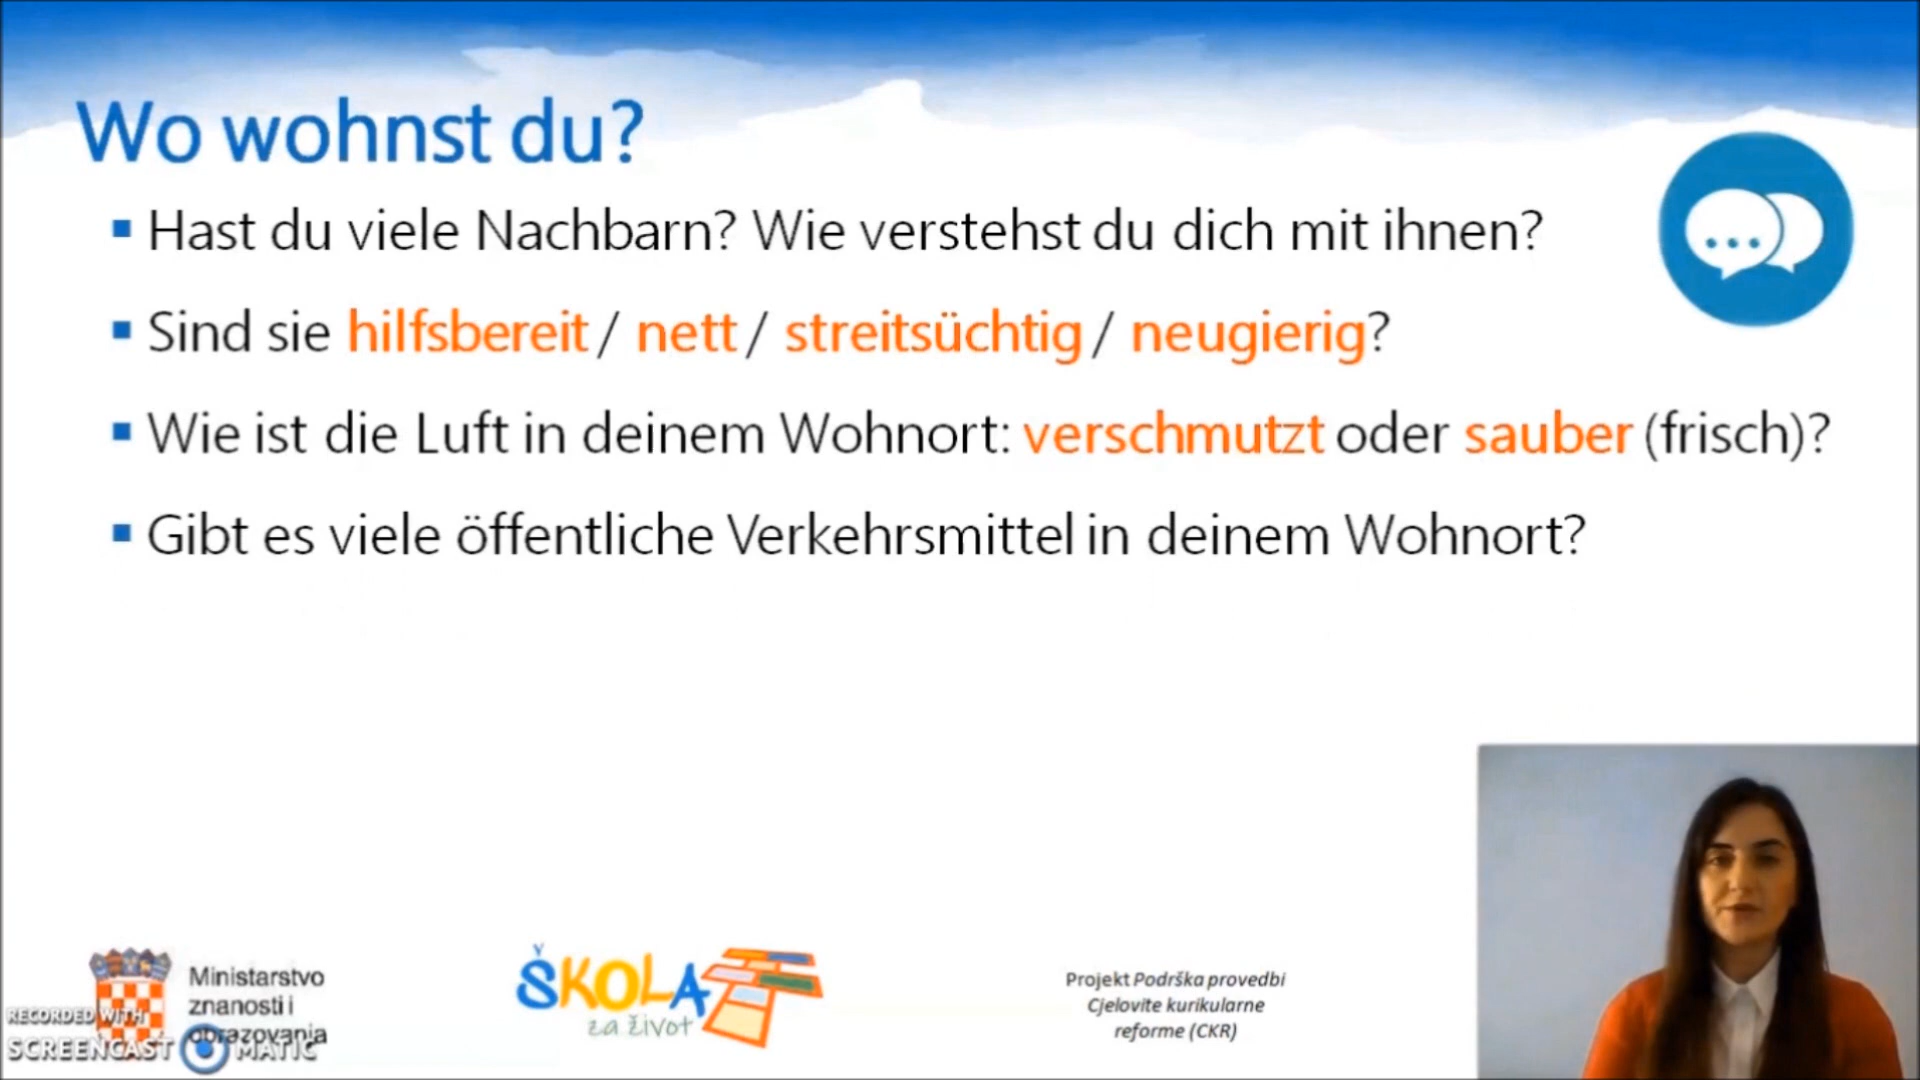 Wo wohnst du?
Hast du viele Nachbarn? Wie verstehst du dich mit ihnen?
Sind sie hilfsbereit / nett / streitsüchtig / neugierig?
Wie ist die Luft in deinem Wohnort: verschmutzt oder sauber (frisch)?
Gibt es viele öffentliche Verkehrsmittel in deinem Wohnort?
Ministarstvo
znanosti i
obrazovanja
RECORDED WITH
SCREENCAST MATIC
ŠKOLA
za život
Projekt Podrška provedbi
Cjelovite kurikularne
reforme (CKR)